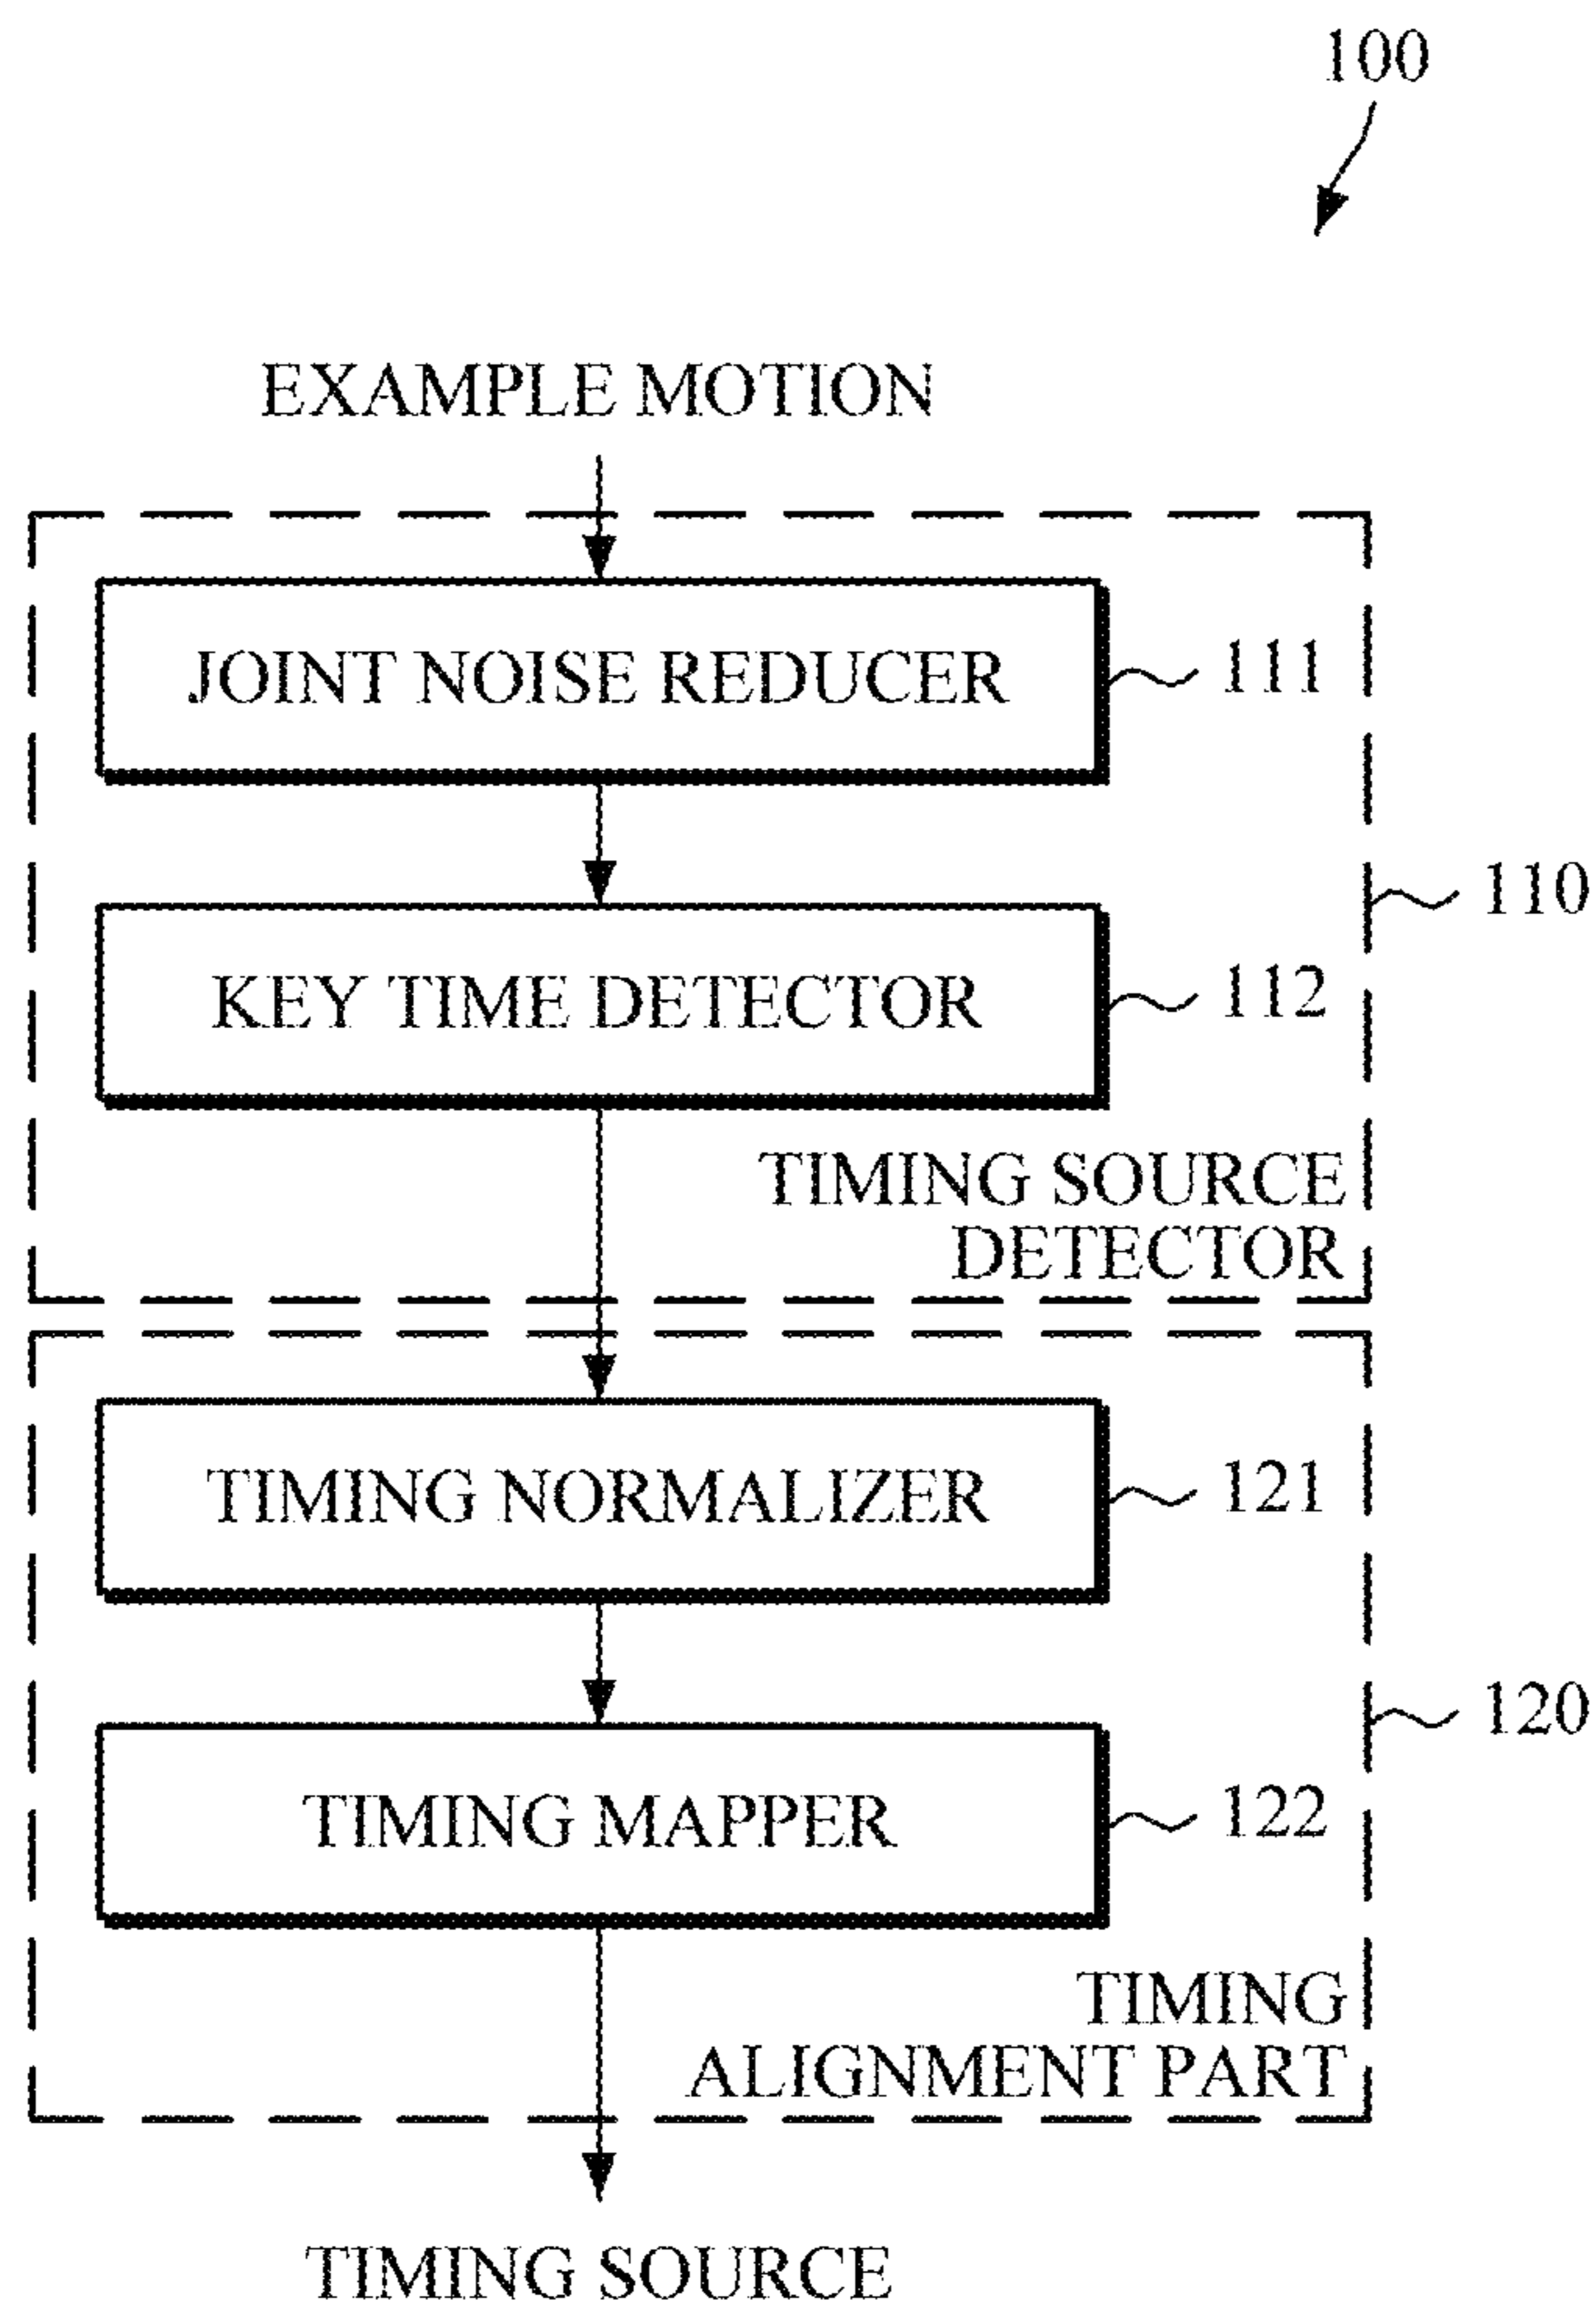 100
EXAMPLE MOTION
JOINT NOISE REDUCER
111
110
KEY TIME DETECTOR
112
TIMING SOURCE
DETECTOR
TIMING NORMALIZER
121
120
TIMING MAPPER
122
TIMING
ALIGNMENT PART
TIMING SOURCE